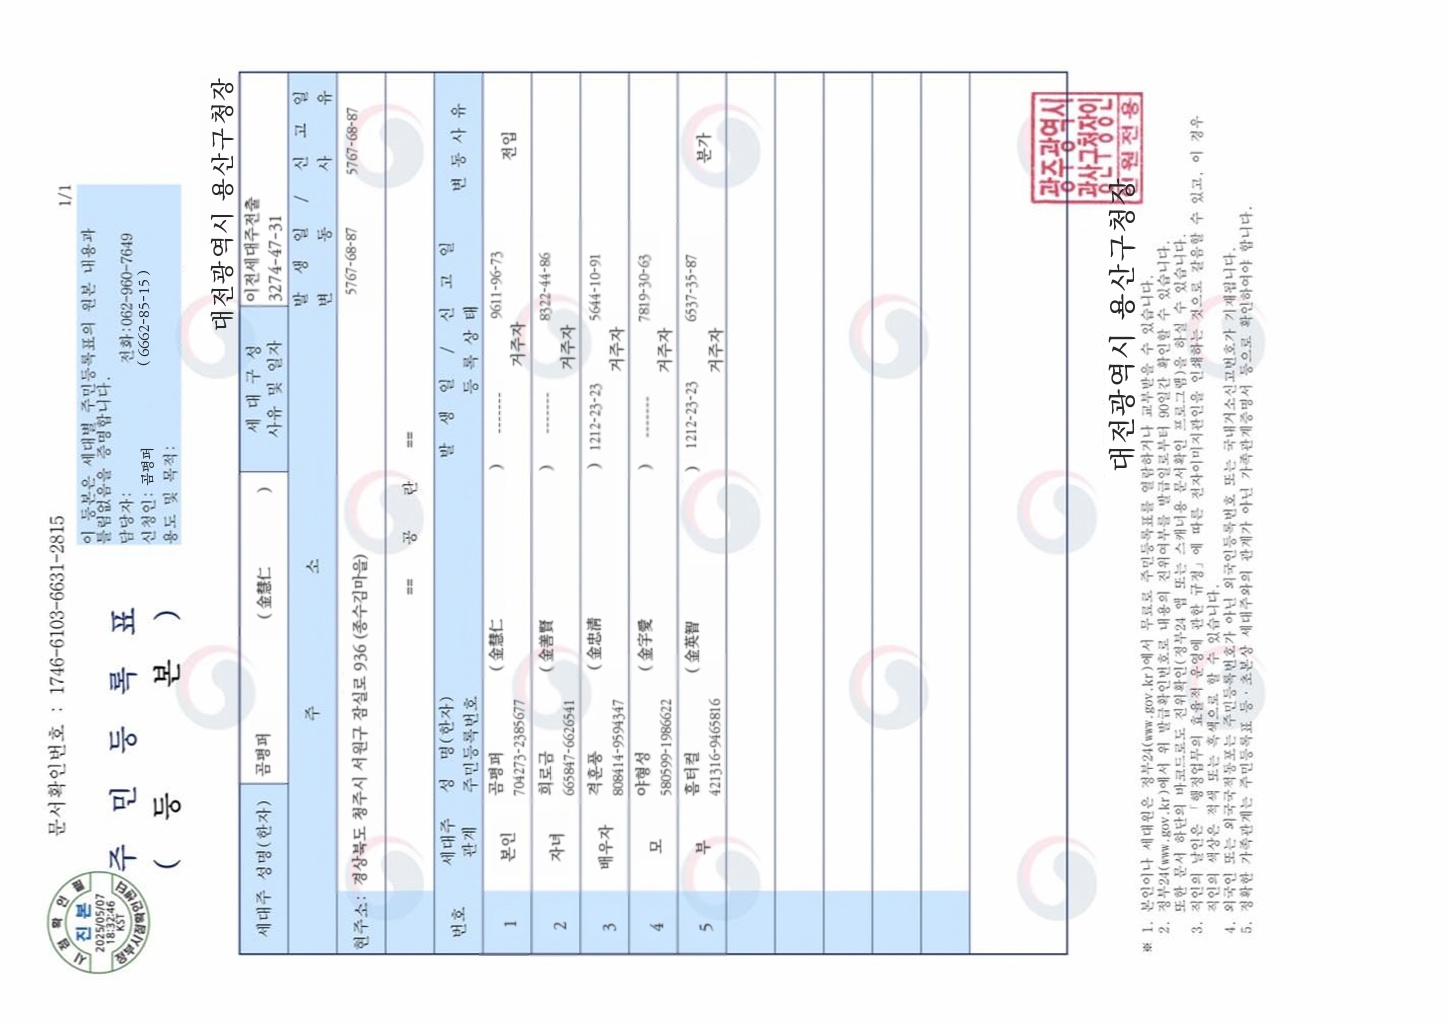 문서확인번호 : 1746-6103-6631-2815
1/1
시 점 확 인 필
진본
2025/05/07
18:32:46
KST
주 민 등 록 표
( 등 본 )
이 등본은 세대별 주민등록표의 원본 내용과
틀림없음을 증명합니다.
담당자: 전화:062-960-7649
신청인: 곰평퍼 (6662-85-15)
용도 및 목적:
대전광역시 용산구청장
세대주 성명(한자) 곰평퍼 (金慧仁 ) 세 대 구 성 사유 및 일자 이전세대주전출 3274-47-31
주 소 발 생 일 / 신 고 일
변 동 사 유
현주소: 경상북도 청주시 서원구 잠실로 936 (종수김마을) 5767-68-87 5767-68-87
== 공 란 ==
번호 세대주 관계 성 명(한자) 주민등록번호 발 생 일 / 신 고 일 등 록 상 태 변 동 사 유
1 본인 곰평퍼 (金慧仁 ) ------- 9611-96-73 전입
704273-2385677 거주자
2 자녀 희로금 (金善賢 ) ------- 8322-44-86
665847-6626541 거주자
3 배우자 격훈풍 (金忠清 ) 1212-23-23 5644-10-91
808414-9594347 거주자
4 모 야형성 (金宇愛 ) ------- 7819-30-63
580599-1986622 거주자
5 부 흠터컬 (金英智 ) 1212-23-23 6537-35-87 분가
421316-9465816 거주자
대전광역시 용산구청장
광주광역시
광산구청장인
민원전용
※ 1. 본인이나 세대원은 정부24(www.gov.kr)에서 무료로 주민등록표를 열람하거나 교부받을 수 있습니다.
2. 정부24(www.gov.kr)에서 위 발급확인번호로 내용의 진위여부를 발급일로부터 90일간 확인할 수 있습니다.
또한 문서 하단의 바코드로도 진위확인(정부24 앱 또는 스캐너용 문서확인 프로그램)을 하실 수 있습니다.
3. 직인의 날인은 「행정업무의 효율적 운영에 관한 규정」에 따른 전자이미지관인을 인쇄하는 것으로 갈음할 수 있고, 이 경우
직인의 색상은 적색 또는 흑색으로 할 수 있습니다.
4. 외국인 또는 외국국적동포는 주민등록번호가 아닌 외국인등록번호 또는 국내거소신고번호가 기재됩니다.
5. 정확한 가족관계는 주민등록표 등·초본상 세대주와의 관계가 아닌 가족관계증명서 등으로 확인하여야 합니다.